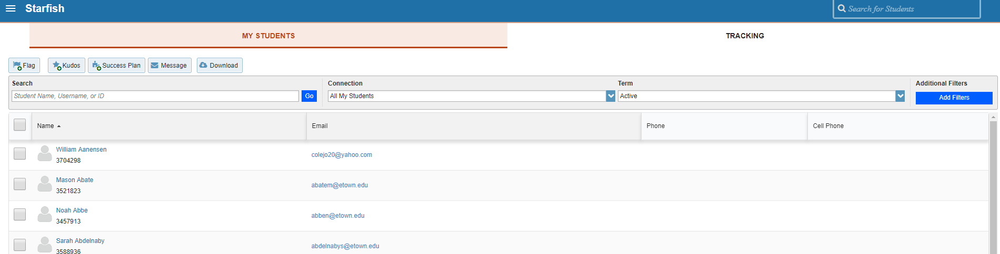 Starfish
Search for Students
MY STUDENTS
TRACKING
Flag
Kudos
Success Plan
Message
Download
Search
Connection
Term
Additional Filters
Student Name, Username, or ID
Go
All My Students
Active
Add Filters
Name
Email
Phone
Cell Phone
William Aanensen
3704298
colejo20@yahoo.com
Mason Abate
3521823
abatem@etown.edu
Noah Abbe
3457913
abben@etown.edu
Sarah Abdelnaby
3588936
abdelnabys@etown.edu